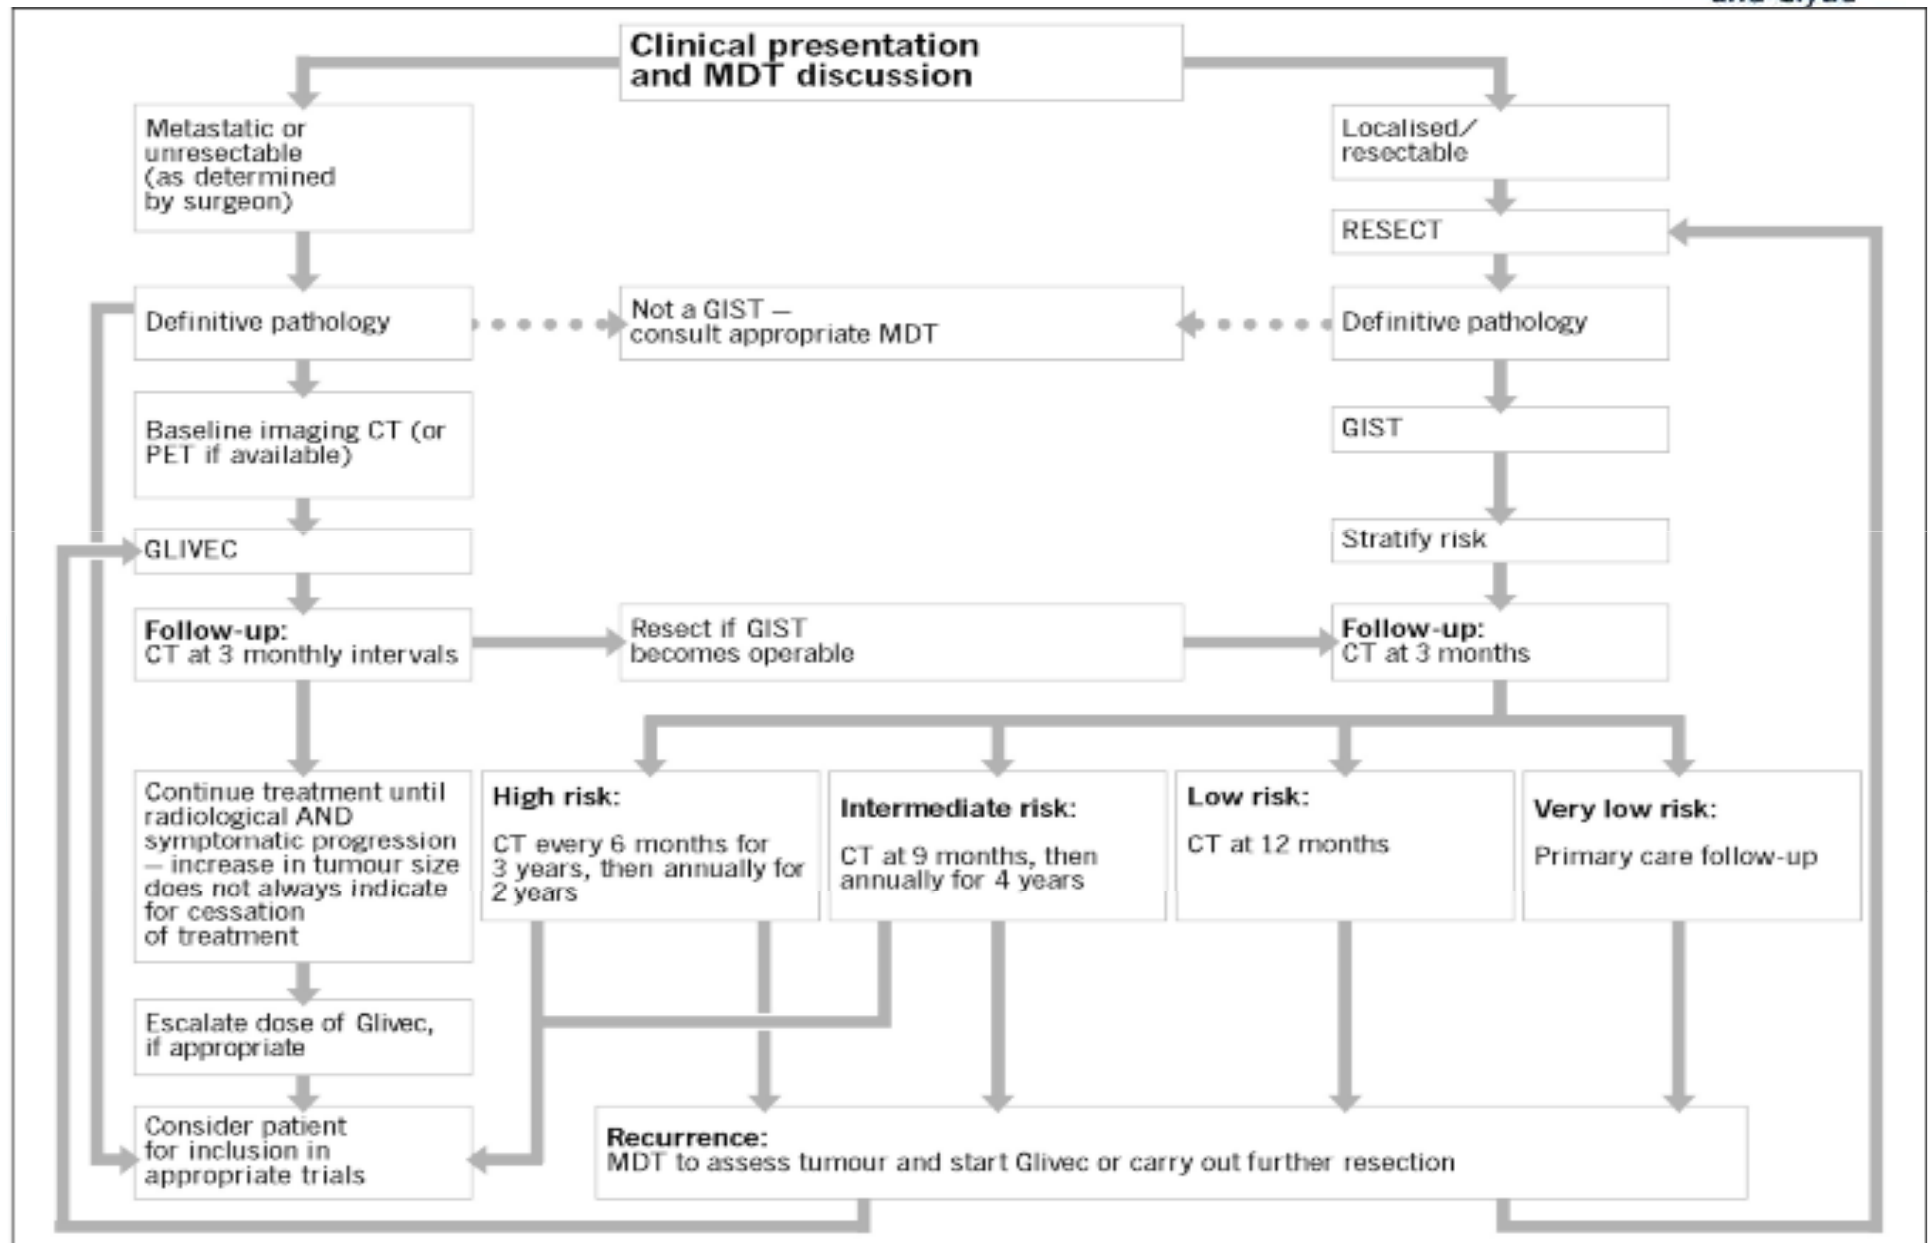 Clinical presentation
and MDT discussion
Metastatic or
unresectable
(as determined
by surgeon)
Localised/
resectable
RESECT
Definitive pathology
Not a GIST –
consult appropriate MDT
Definitive pathology
Baseline imaging CT (or
PET if available)
GIST
GLIVEC
Stratify risk
Follow-up:
CT at 3 monthly intervals
Resect if GIST
becomes operable
Follow-up:
CT at 3 months
Continue treatment until
radiological AND
symptomatic progression
– increase in tumour size
does not always indicate
for cessation
of treatment
High risk:
CT every 6 months for
3 years, then annually for
2 years
Intermediate risk:
CT at 9 months, then
annually for 4 years
Low risk:
CT at 12 months
Very low risk:
Primary care follow-up
Escalate dose of Glivec,
if appropriate
Consider patient
for inclusion in
appropriate trials
Recurrence:
MDT to assess tumour and start Glivec or carry out further resection